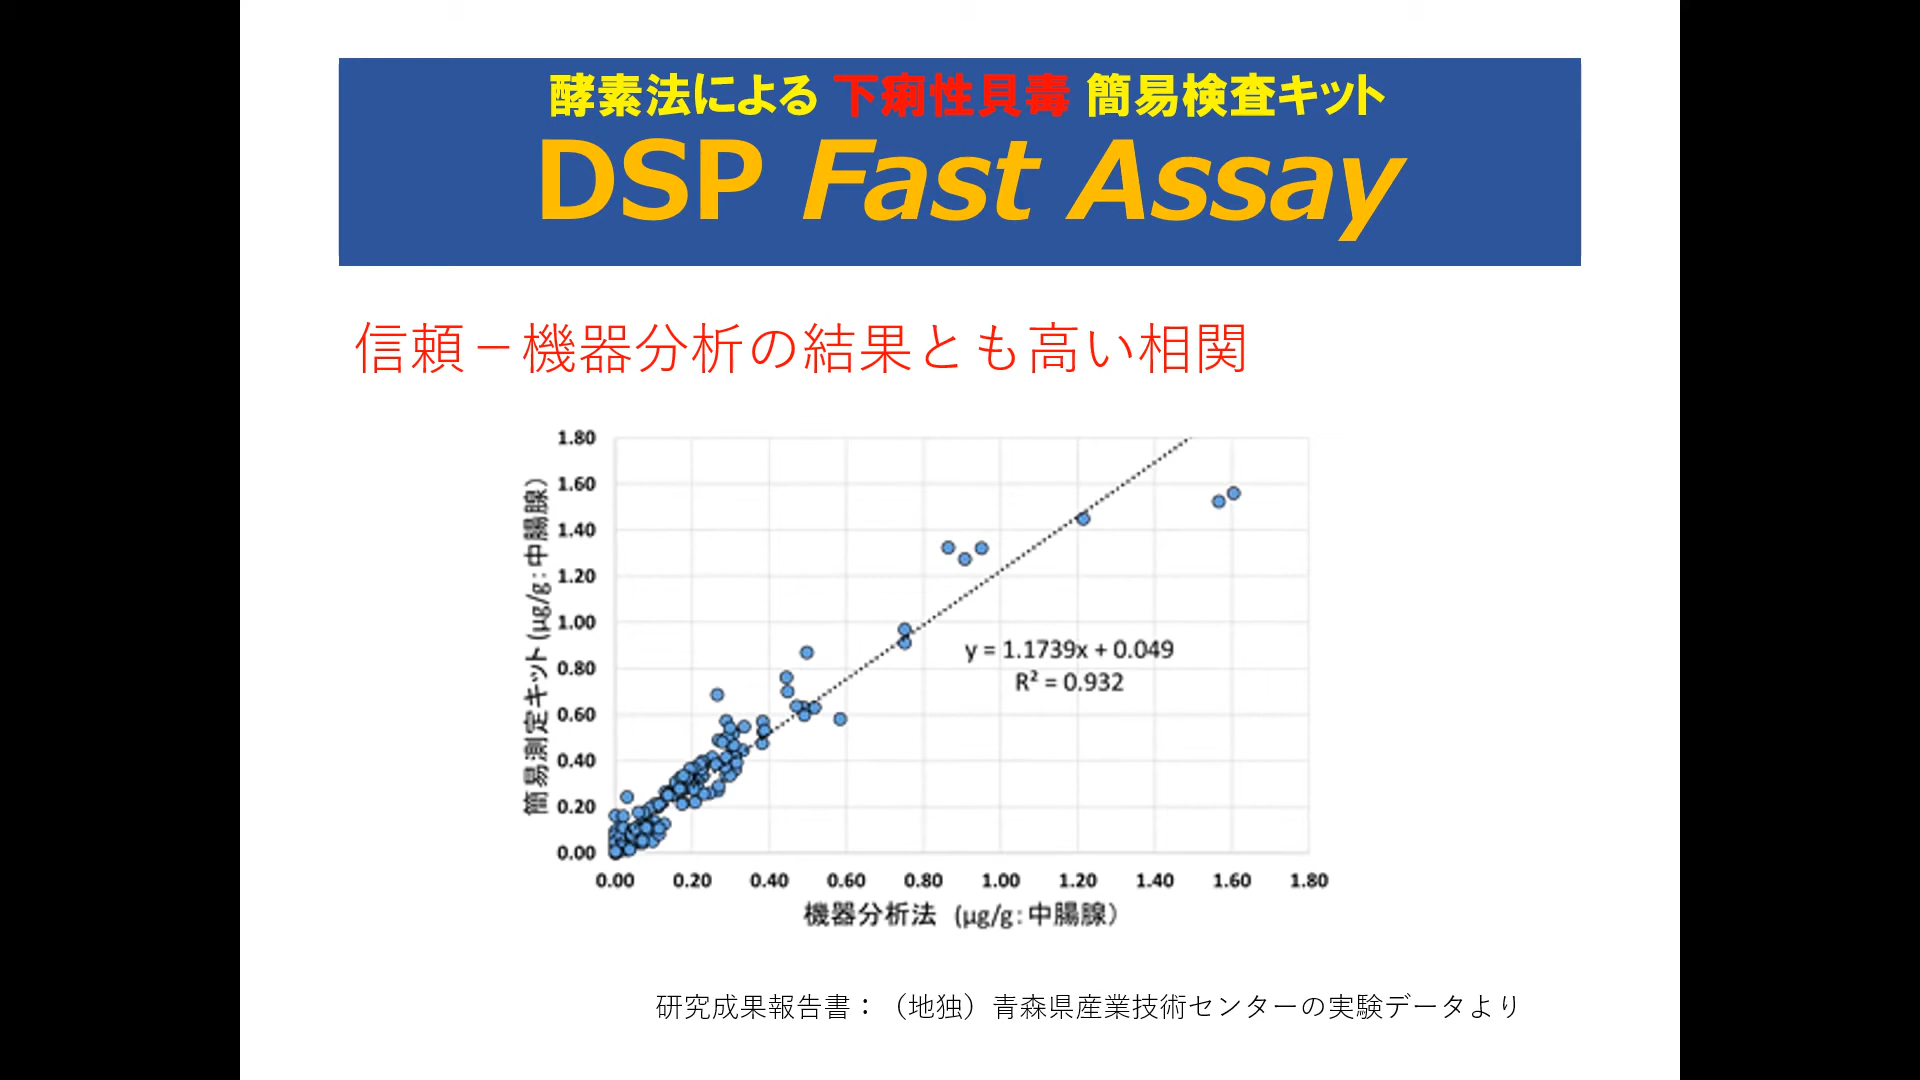 酵素法による 下痢性貝毒 簡易検査キット
DSP Fast Assay
信頼－機器分析の結果とも高い相関
1.80
1.60
1.40
1.20
1.00
0.80
0.60
0.40
0.20
0.00
簡易測定キット(µg/g:中腸腺）
y = 1.1739x + 0.049
R² = 0.932
0.00 0.20 0.40 0.60 0.80 1.00 1.20 1.40 1.60 1.80
機器分析法 (µg/g:中腸腺）
研究成果報告書：（地独）青森県産業技術センターの実験データより